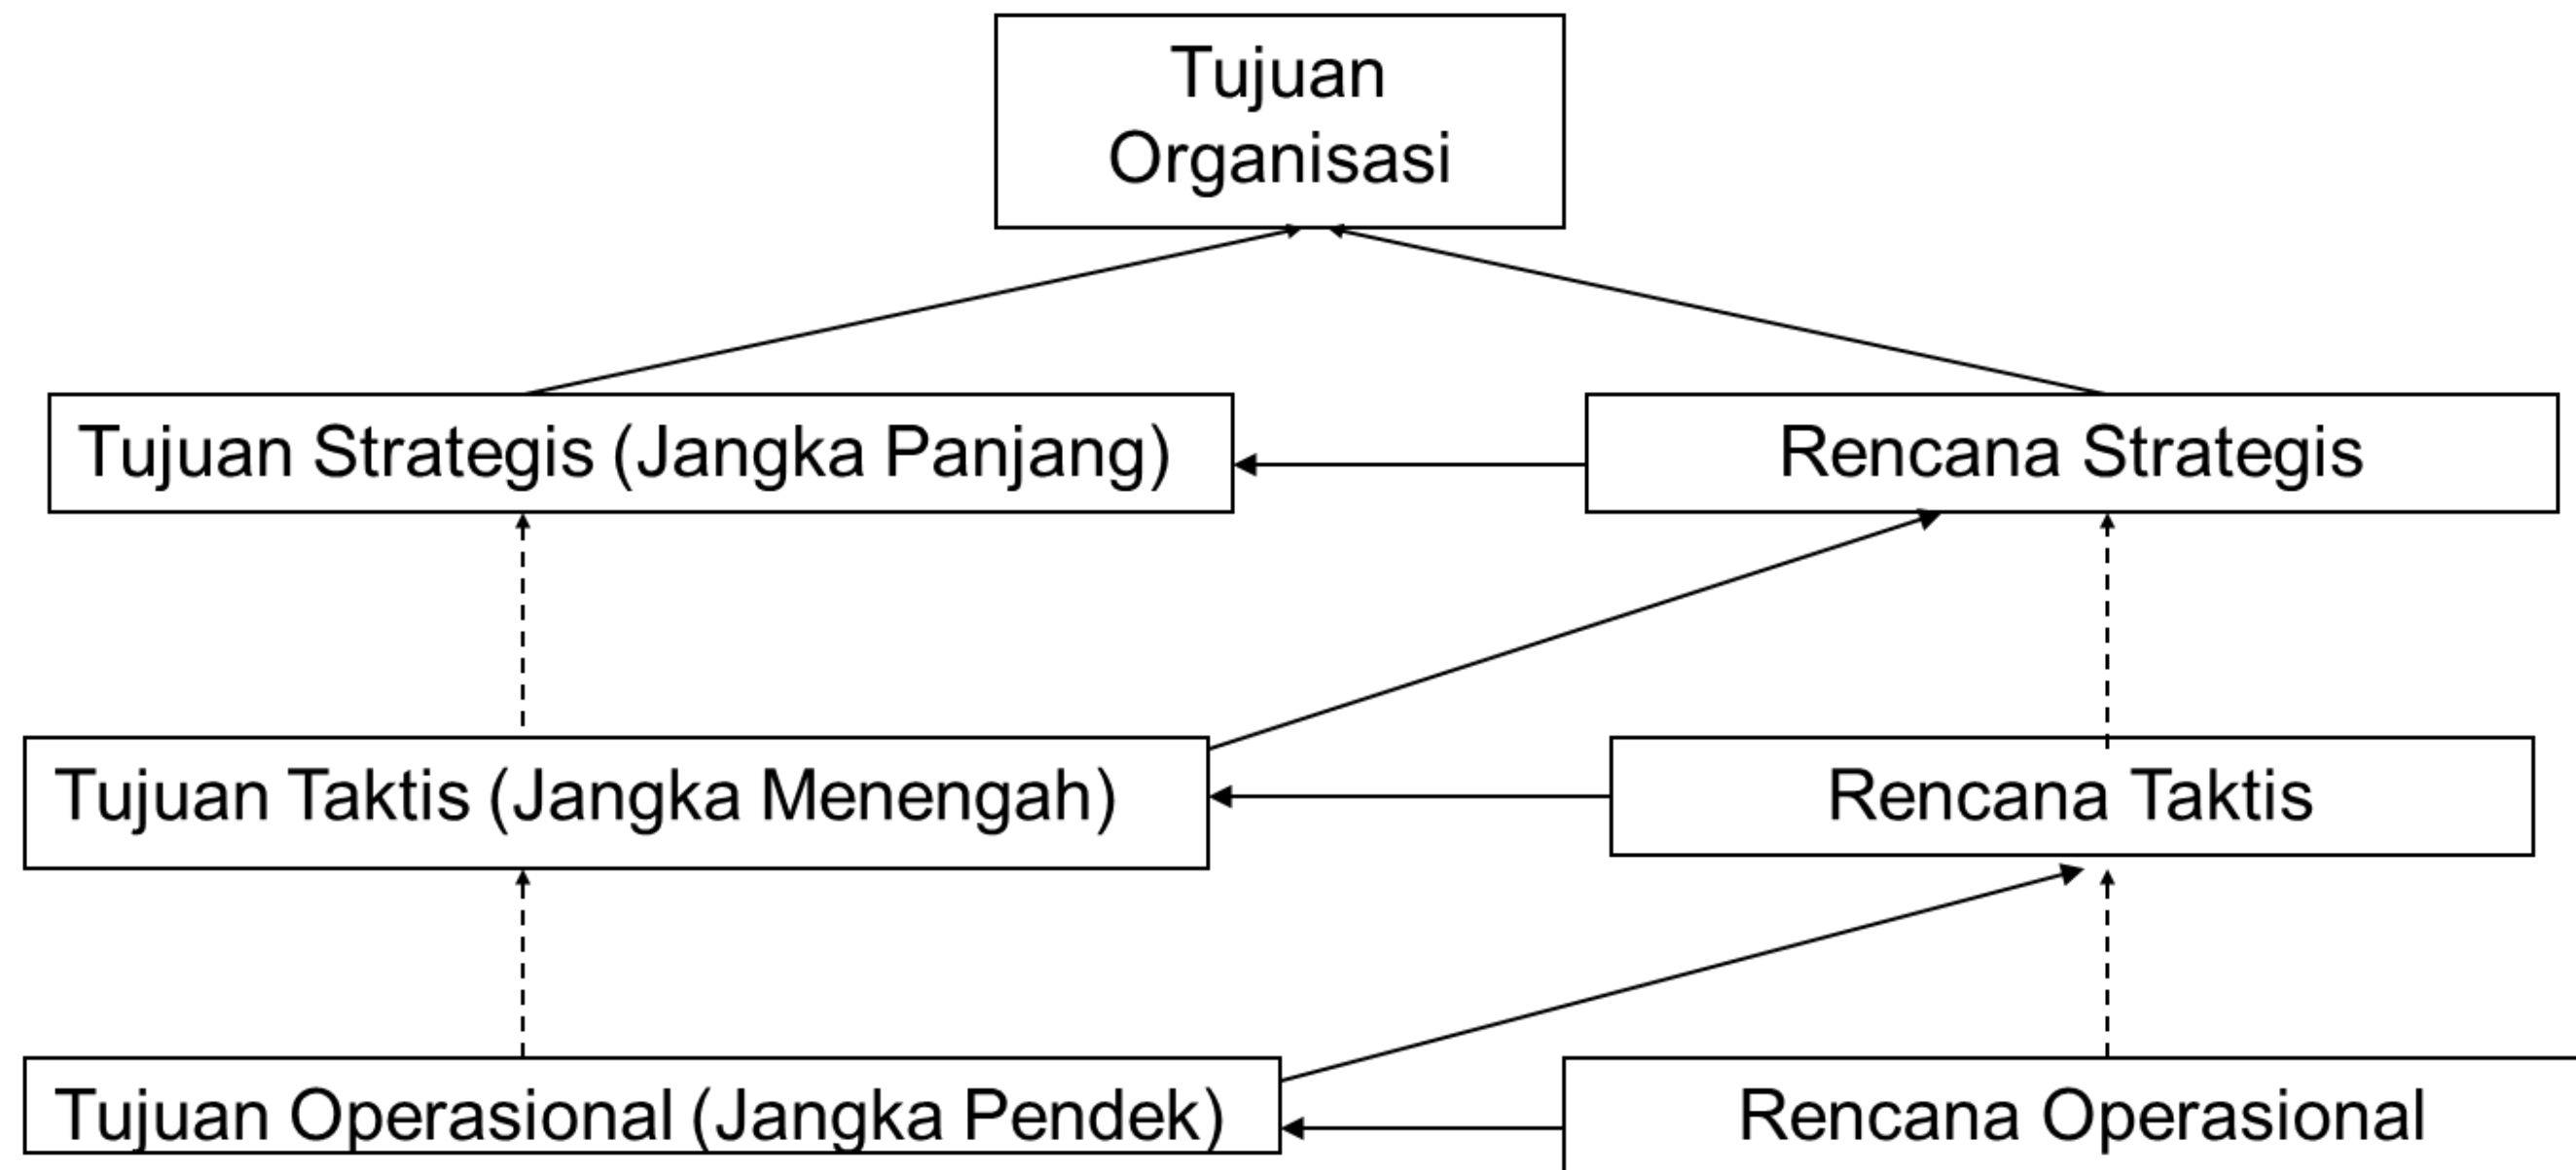 Tujuan
Organisasi
Tujuan Strategis (Jangka Panjang)
Rencana Strategis
Tujuan Taktis (Jangka Menengah)
Rencana Taktis
Tujuan Operasional (Jangka Pendek)
Rencana Operasional